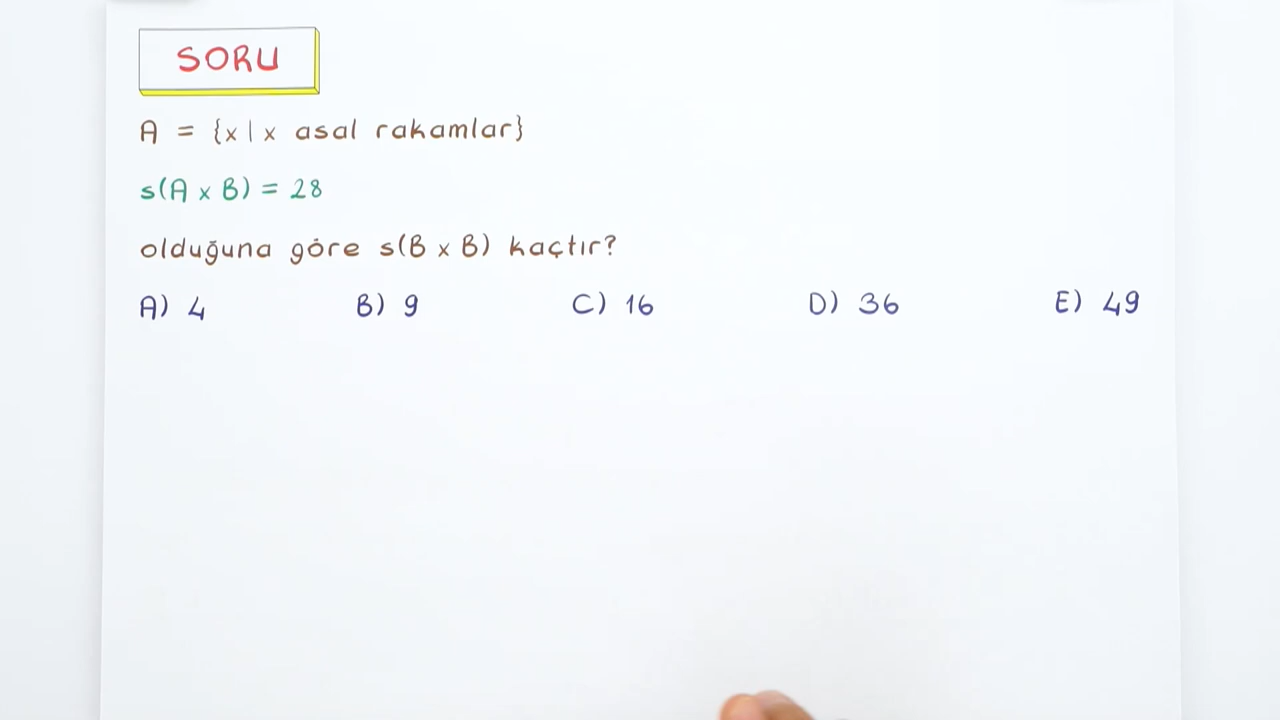 SORU
A = {x | x asal rakamlar}
s(A x B) = 28
olduğuna göre s(B x B) kaçtır?
A) 4 B) 9 C) 16 D) 36 E) 49